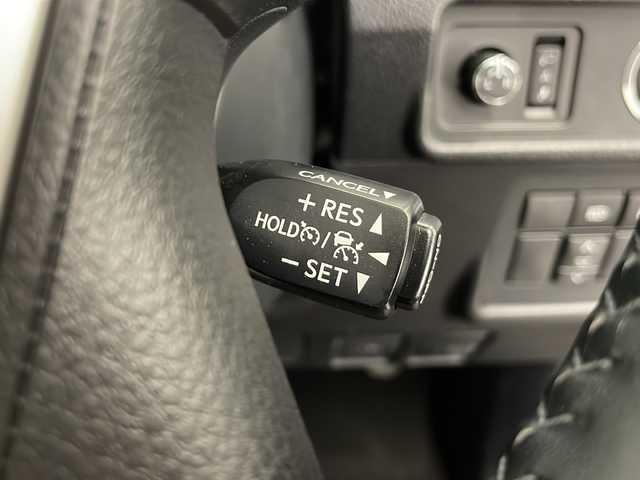 CANCEL▼
+ RES ▲
HOLD /
− SET ▼